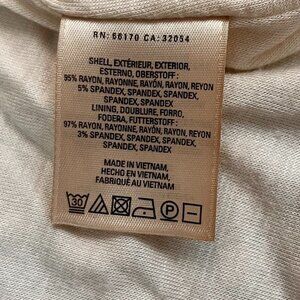 RN: 66170 CA: 32054
SHELL, EXTÉRIEUR, EXTERIOR,
ESTERNO, OBERSTOFF :
95% RAYON, RAYONNE, RAYÓN, RAYON, REYON
5% SPANDEX, SPANDEX, SPANDEX,
SPANDEX, SPANDEX
LINING, DOUBLURE, FORRO,
FODERA, FUTTERSTOFF :
97% RAYON, RAYONNE, RAYÓN, RAYON, REYON
3% SPANDEX, SPANDEX, SPANDEX,
SPANDEX, SPANDEX
MADE IN VIETNAM,
HECHO EN VIETNAM,
FABRIQUÉ AU VIETNAM
30 P